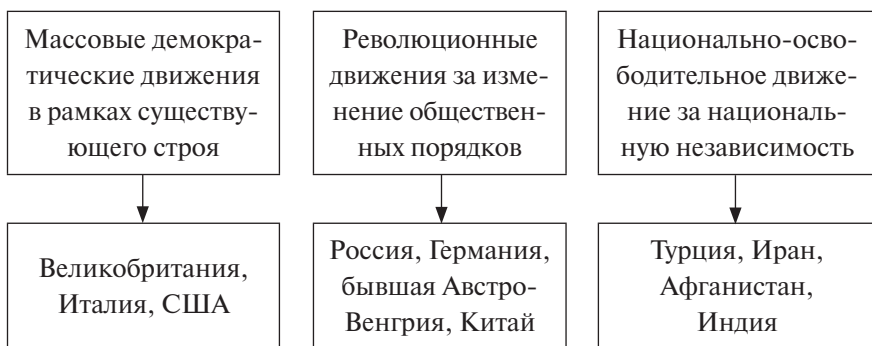 Массовые демокра-
тические движения
в рамках существу-
ющего строя
Революционные
движения за изме-
нение обществен-
ных порядков
Национально-осво-
бодительное движе-
ние за националь-
ную независимость
Великобритания,
Италия, США
Россия, Германия,
бывшая Австро-
Венгрия, Китай
Турция, Иран,
Афганистан,
Индия